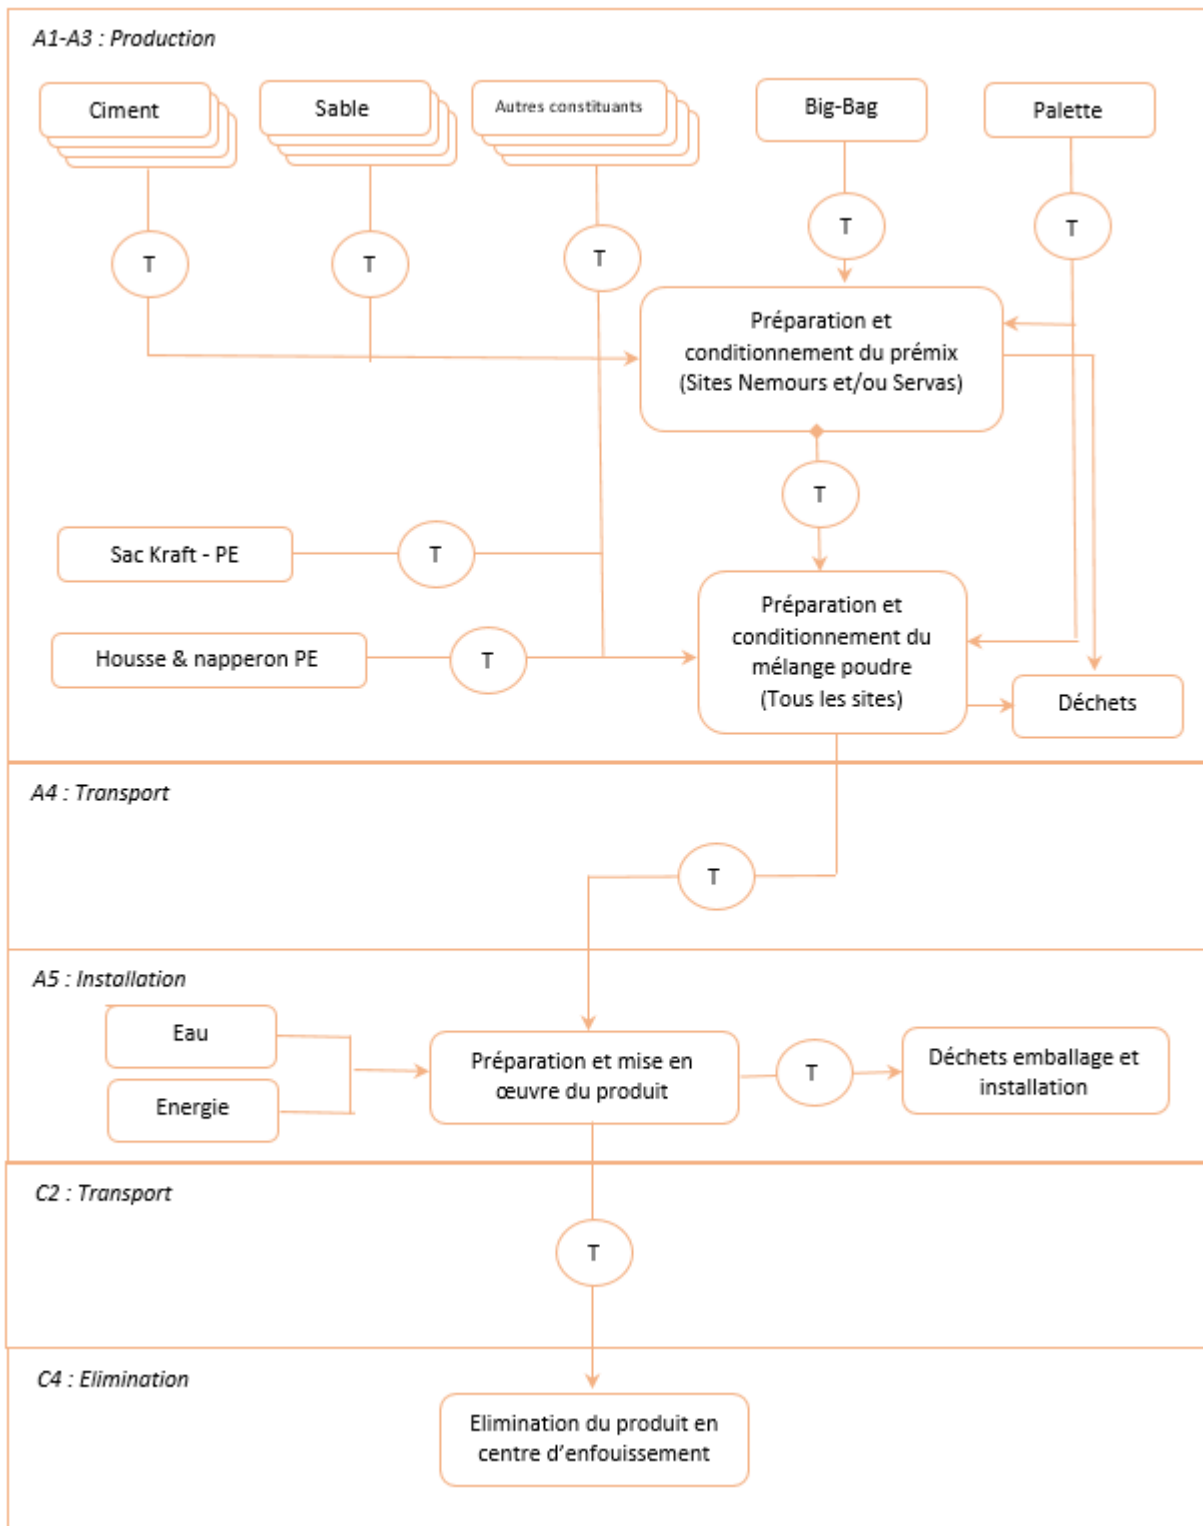 A1-A3 : Production
Ciment
Sable
Autres constituants
Big-Bag
Palette
T
T
T
T
T
Préparation et
conditionnement du prémix
(Sites Nemours et/ou Servas)
T
Sac Kraft - PE
T
Préparation et
conditionnement du
mélange poudre
(Tous les sites)
Housse & napperon PE
T
Déchets
A4 : Transport
T
A5 : Installation
Eau
Energie
Préparation et mise en
œuvre du produit
T
Déchets emballage et
installation
C2 : Transport
T
C4 : Elimination
Elimination du produit en
centre d’enfouissement